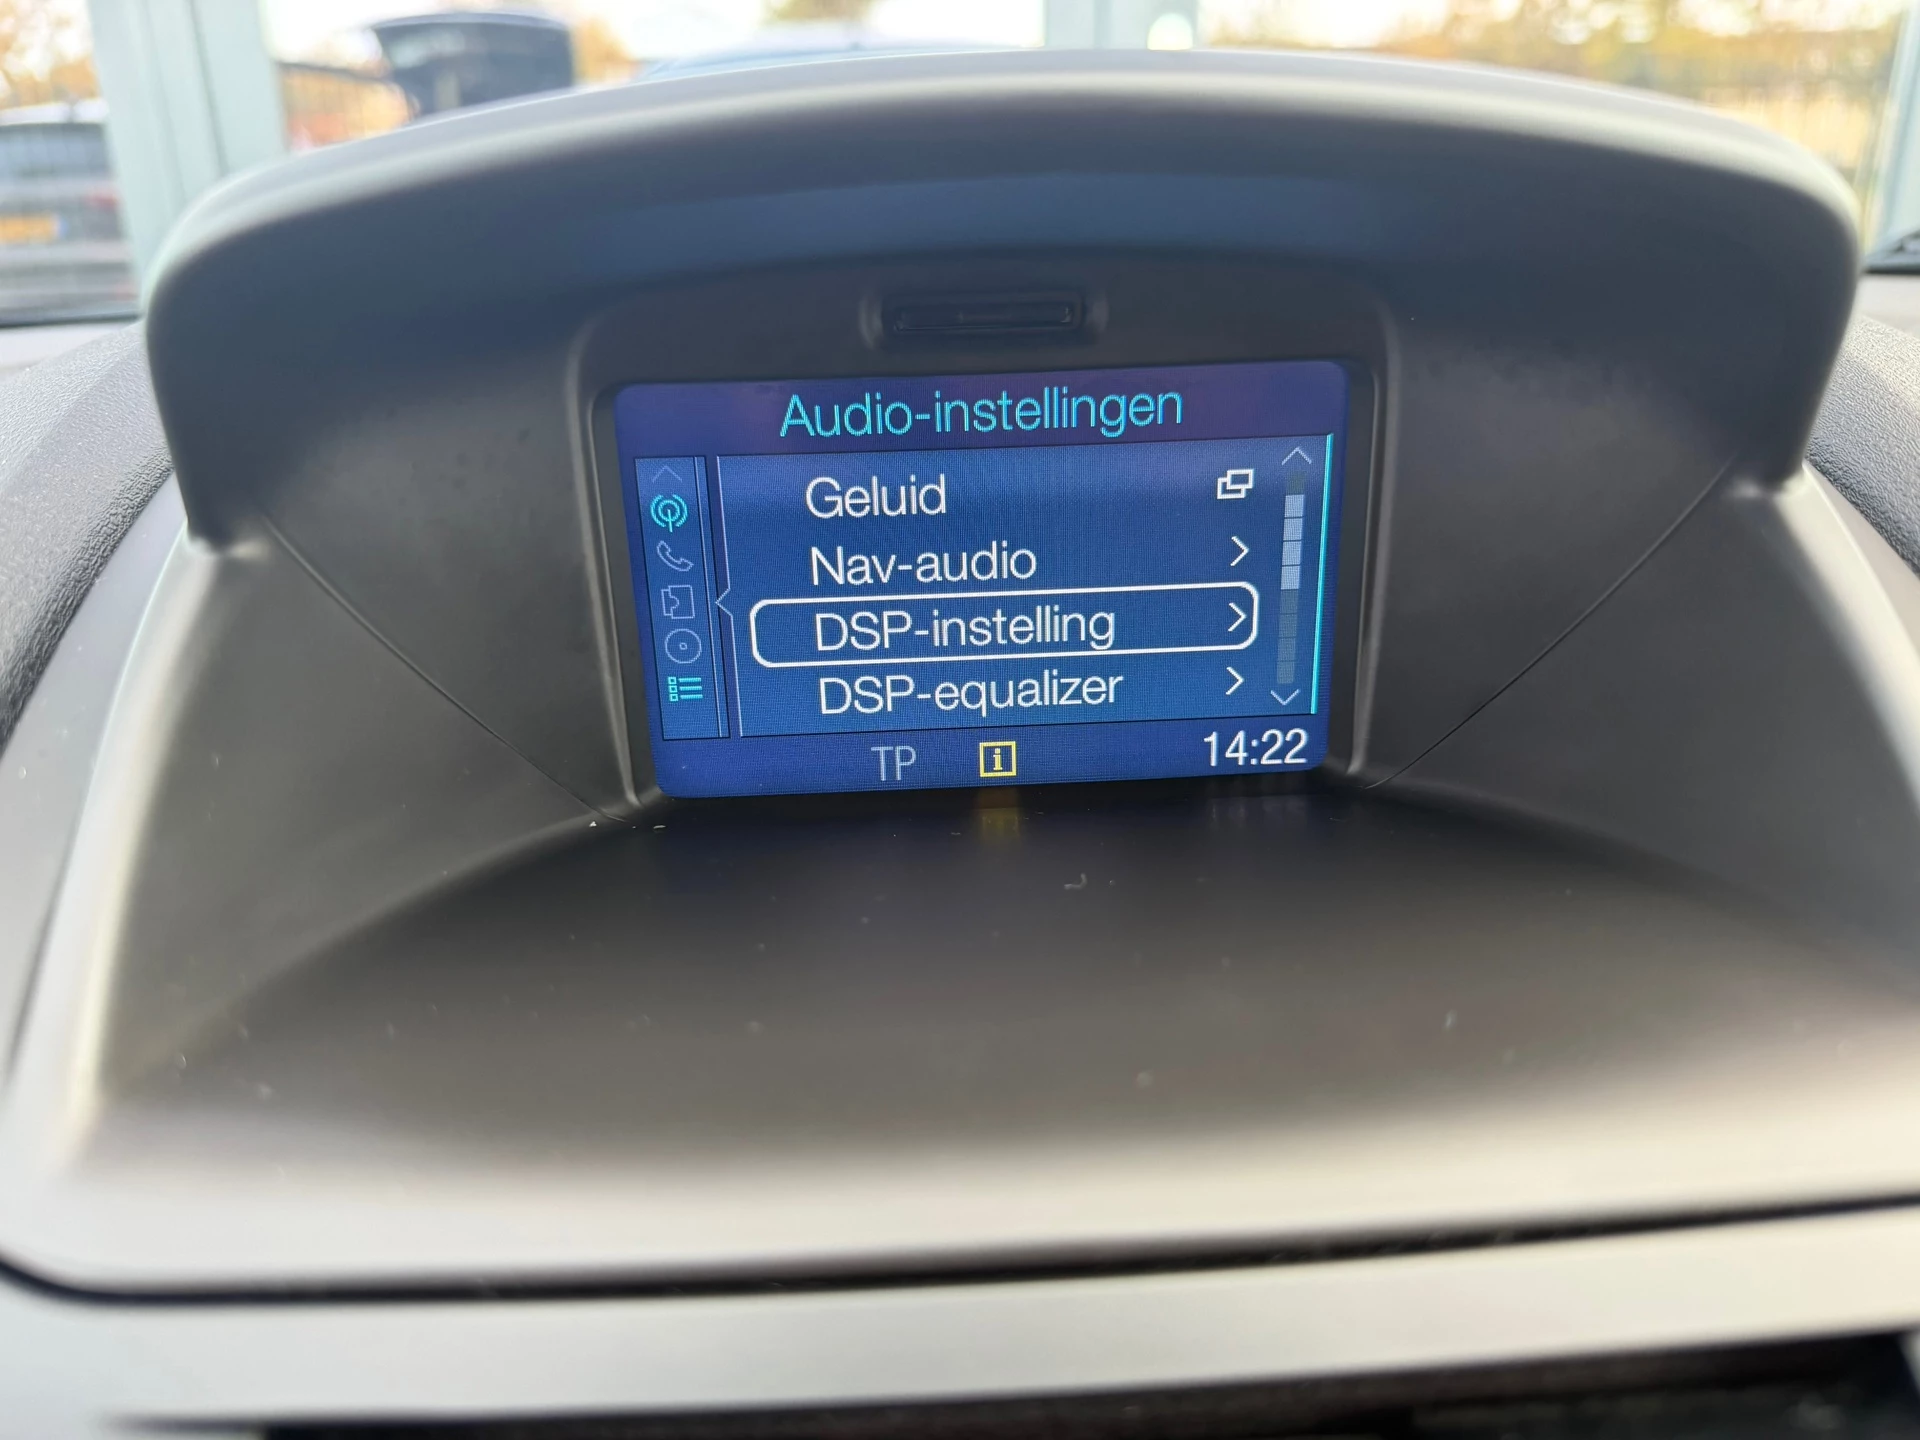 Audio-instellingen
Geluid
Nav-audio
DSP-instelling
DSP-equalizer
TP i 14:22